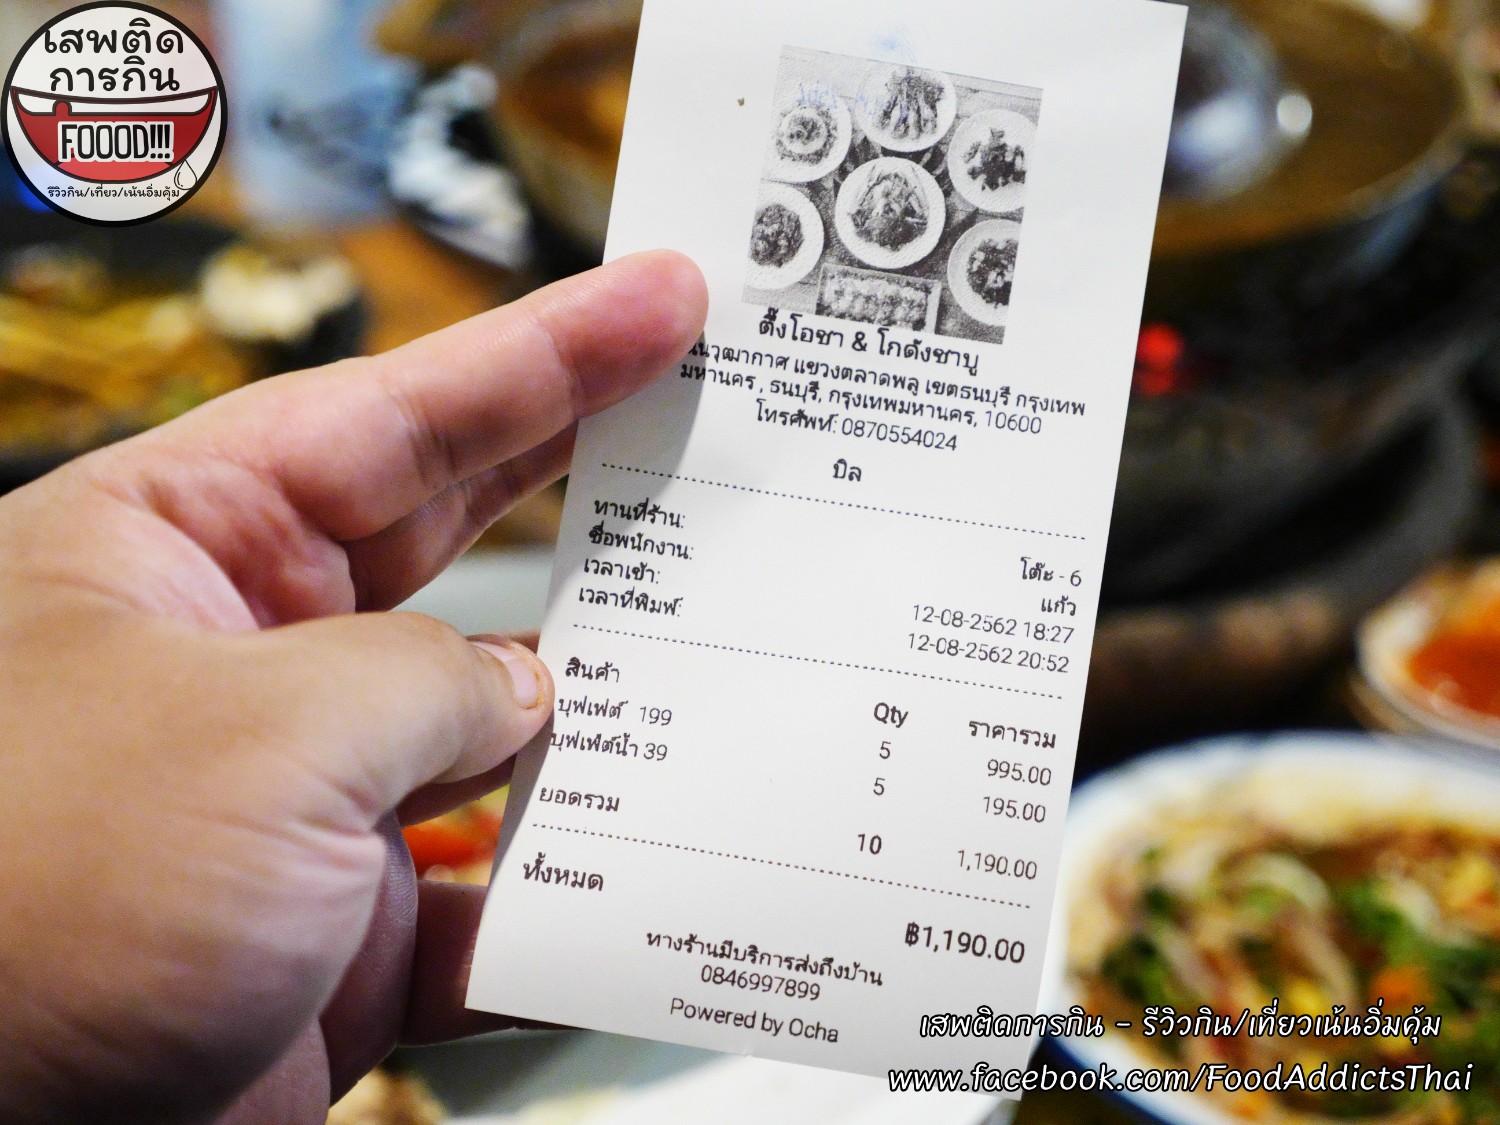 เสพติด
การกิน
FOOOD!!!
รีวิวกิน/เที่ยว/เน้นอิ่มคุ้ม
ตั๊งโอชา & โกดังชาบู
แขวงตลาดพลู เขตธนบุรี กรุงเทพ
มหานคร , ธนบุรี, กรุงเทพมหานคร, 10600
โทรศัพท์: 0870554024
บิล
ทานที่ร้าน: โต๊ะ - 6
ชื่อพนักงาน: แก้ว
เวลาเข้า: 12-08-2562 18:27
เวลาที่พิมพ์: 12-08-2562 20:52
สินค้า Qty ราคารวม
บุฟเฟต์ 199 5 995.00
บุฟเฟ่ต์น้ำ 39 5 195.00
ยอดรวม 10 1,190.00
ทั้งหมด ฿1,190.00
ทางร้านมีบริการส่งถึงบ้าน
0846997899
Powered by Ocha
เสพติดการกิน - รีวิวกิน/เที่ยวเน้นอิ่มคุ้ม
www.facebook.com/FoodAddictsThai